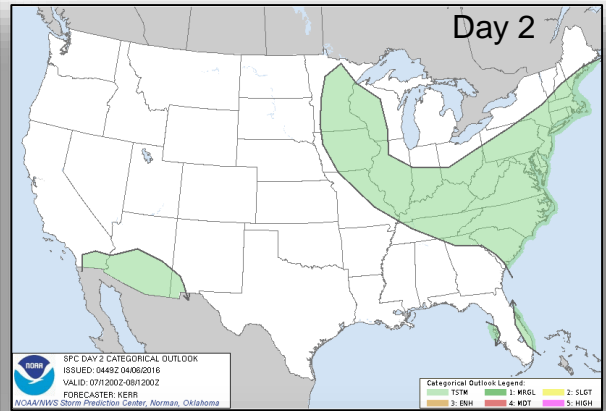 Day 2
NOAA
SPC DAY 2 CATEGORICAL OUTLOOK
ISSUED: 0449Z 04/06/2016
VALID: 07/1200Z-08/1200Z
FORECASTER: KERR
NOAA/NWS Storm Prediction Center, Norman, Oklahoma
Categorical Outlook Legend:
TSTM 1: MRGL 2: SLGT
3: ENH 4: MDT 5: HIGH